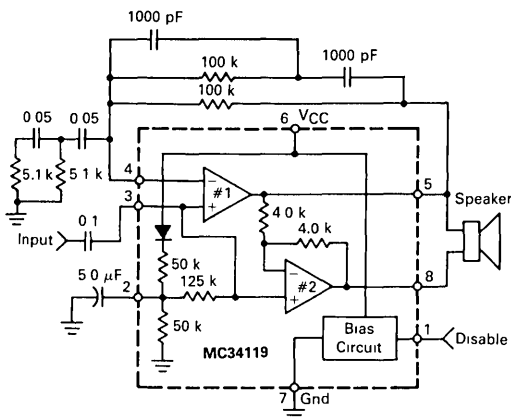 1000 pF
1000 pF
100 k
100 k
0 05
0 05
5.1 k
5 1 k
6
VCC
4
3
#1
5
Speaker
0 1
Input
4 0 k
4.0 k
50 k
5 0 µF
2
125 k
#2
8
50 k
Bias
Circuit
1
Disable
MC34119
7
Gnd